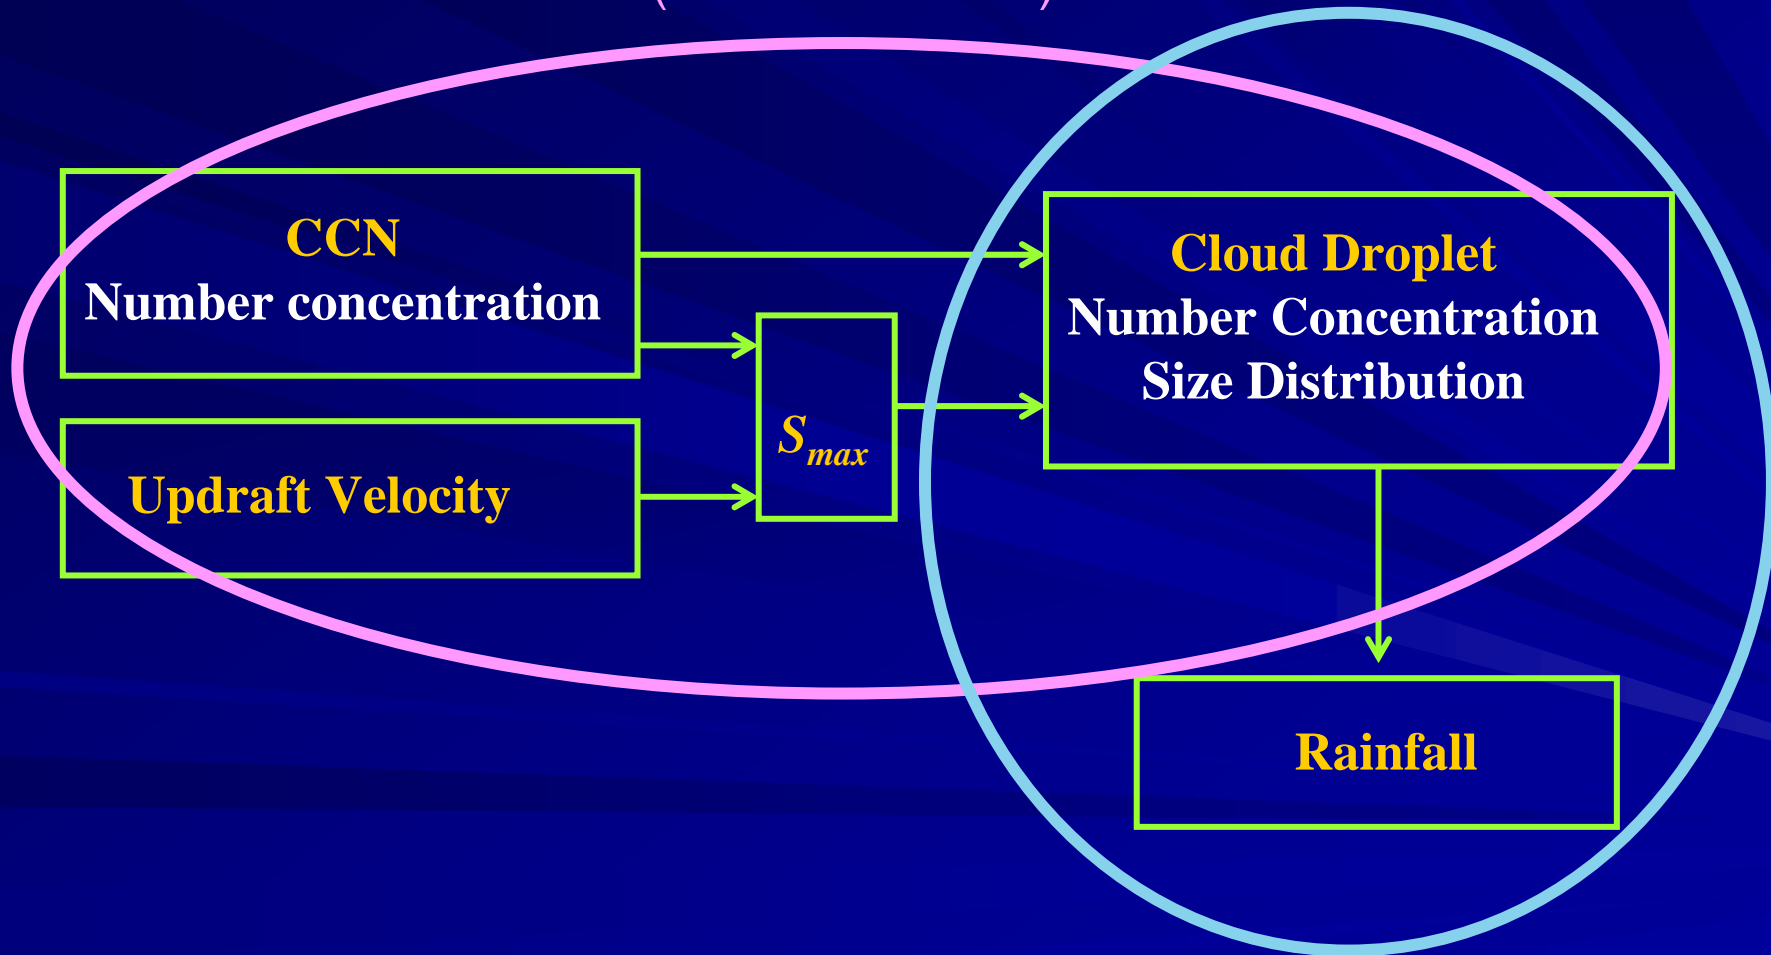 CCN
Number concentration
Updraft Velocity
Smax
Cloud Droplet
Number Concentration
Size Distribution
Rainfall